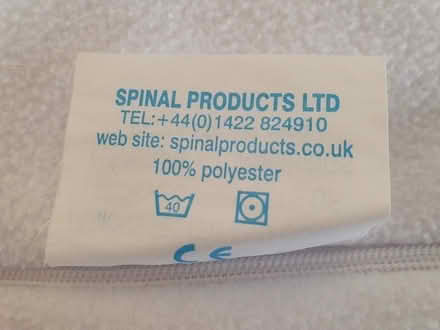 SPINAL PRODUCTS LTD
TEL:+44(0)1422 824910
web site: spinalproducts.co.uk
100% polyester
40
CE